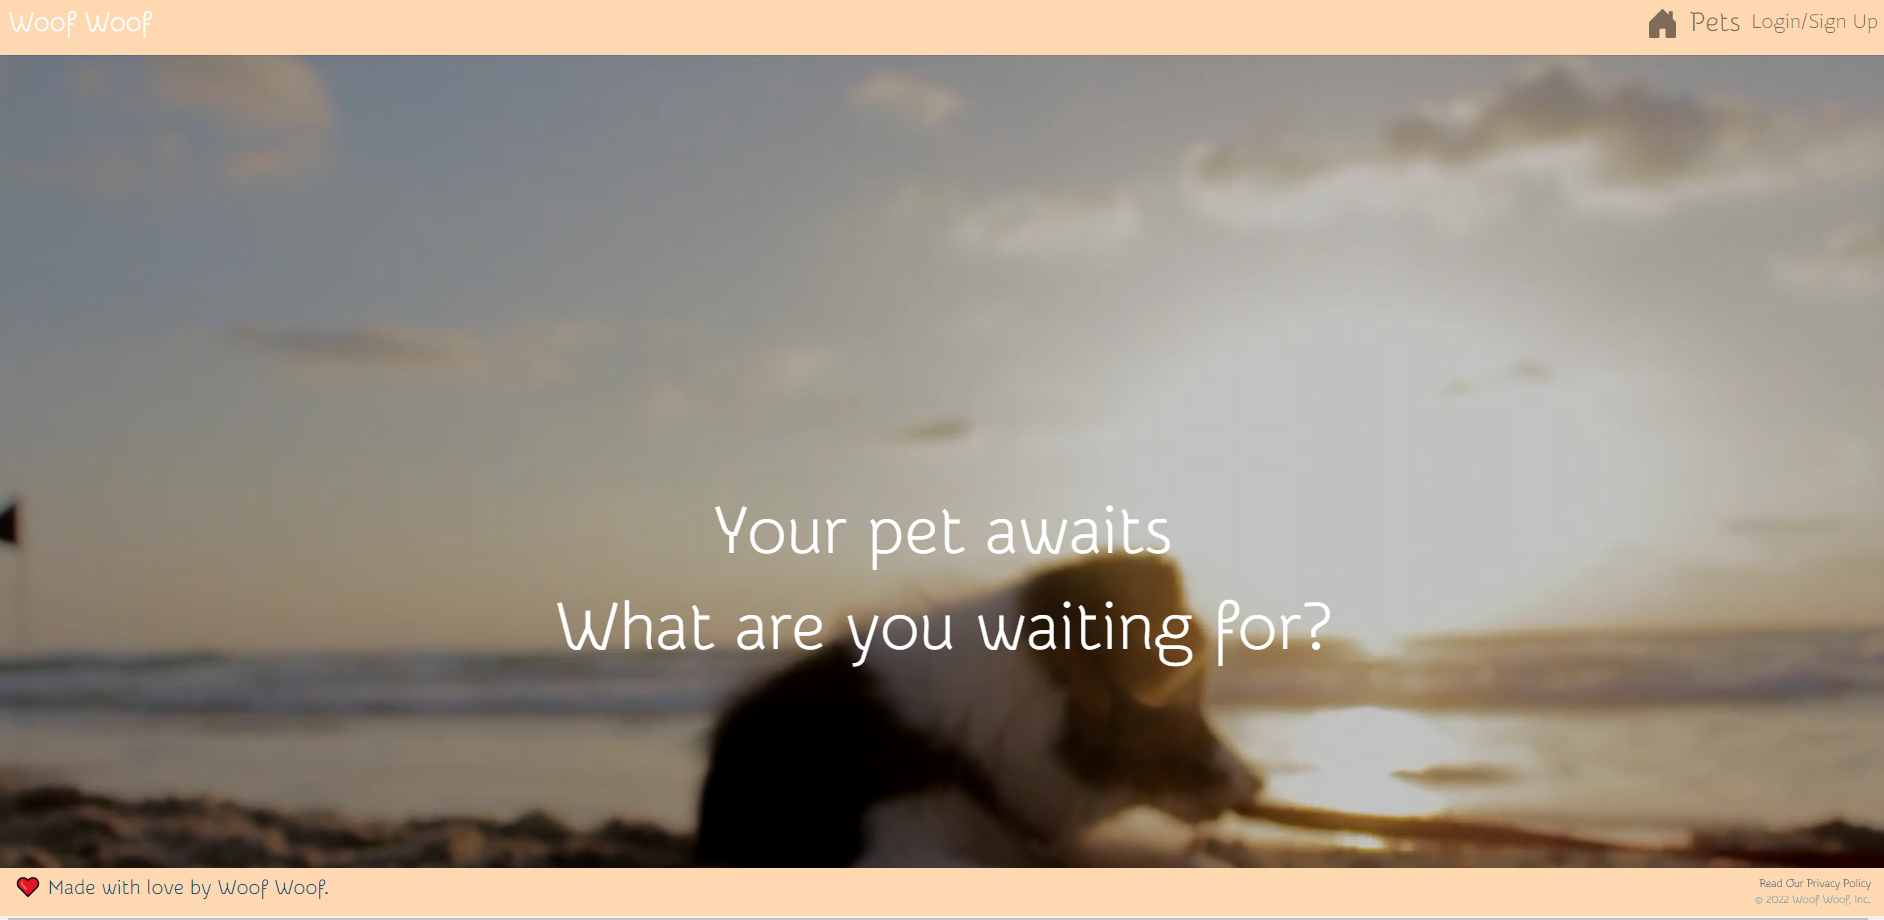 Woof Woof
Pets
Login/Sign Up
Your pet awaits
What are you waiting for?
Made with love by Woof Woof.
Read Our Privacy Policy
© 2022 Woof Woof, Inc.